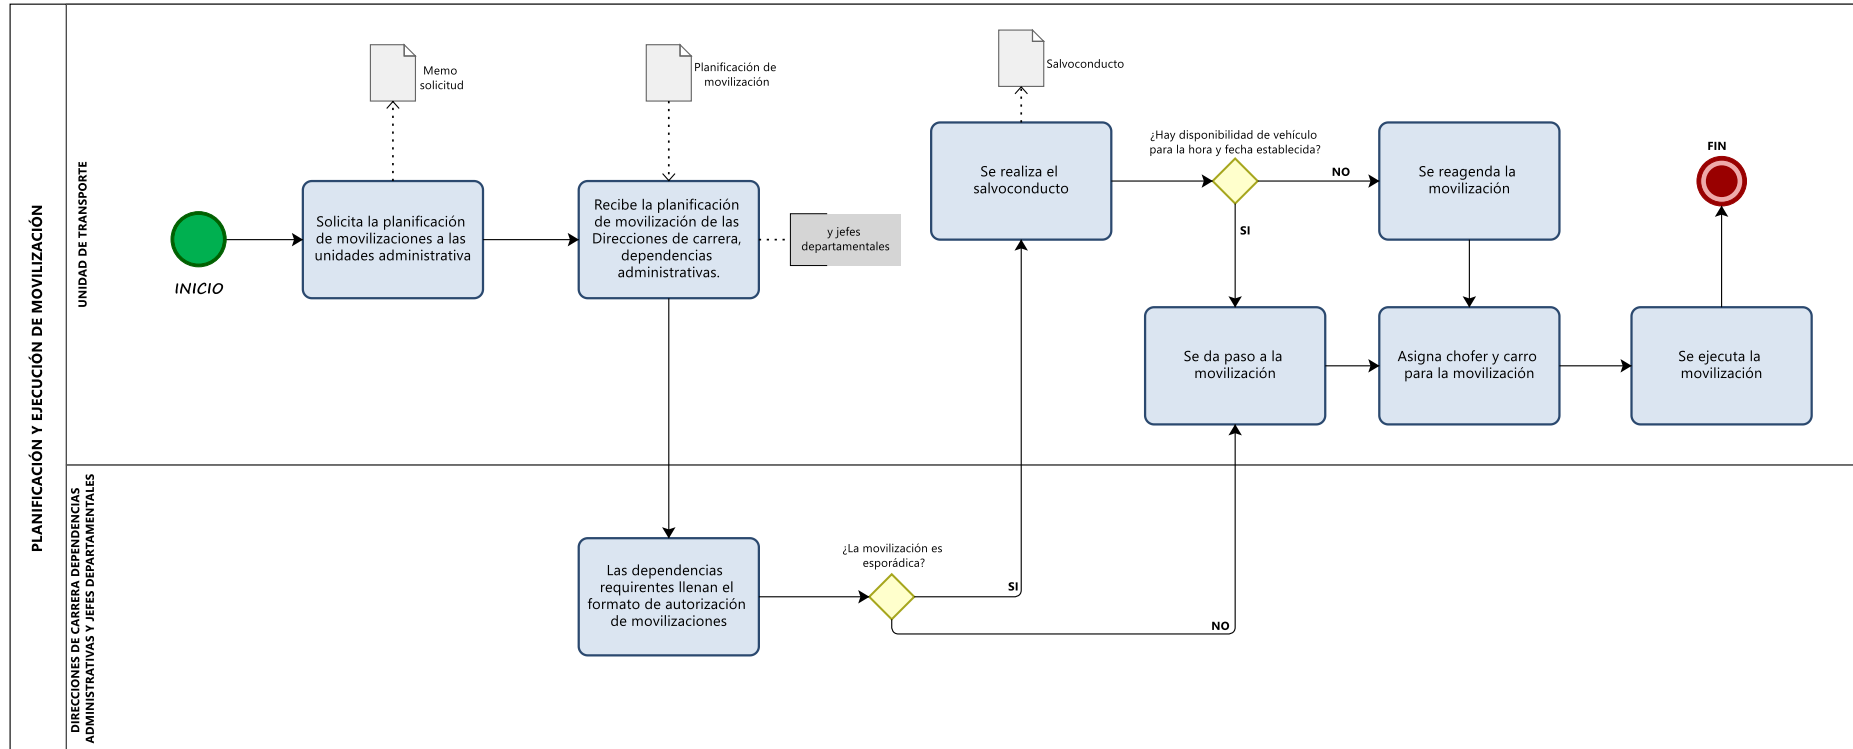 PLANIFICACIÓN Y EJECUCIÓN DE MOVILIZACIÓN
UNIDAD DE TRANSPORTE
INICIO
Memo
solicitud
Solicita la planificación
de movilizaciones a las
unidades administrativa
Planificación de
movilización
Recibe la planificación
de movilización de las
Direcciones de carrera,
dependencias
administrativas.
y jefes
departamentales
Salvoconducto
Se realiza el
salvoconducto
¿Hay disponibilidad de vehículo
para la hora y fecha establecida?
NO
SI
Se reagenda la
movilización
Se da paso a la
movilización
Asigna chofer y carro
para la movilización
Se ejecuta la
movilización
FIN
DIRECCIONES DE CARRERA DEPENDENCIAS
ADMINISTRATIVAS Y JEFES DEPARTAMENTALES
Las dependencias
requirentes llenan el
formato de autorización
de movilizaciones
¿La movilización es
esporádica?
SI
NO